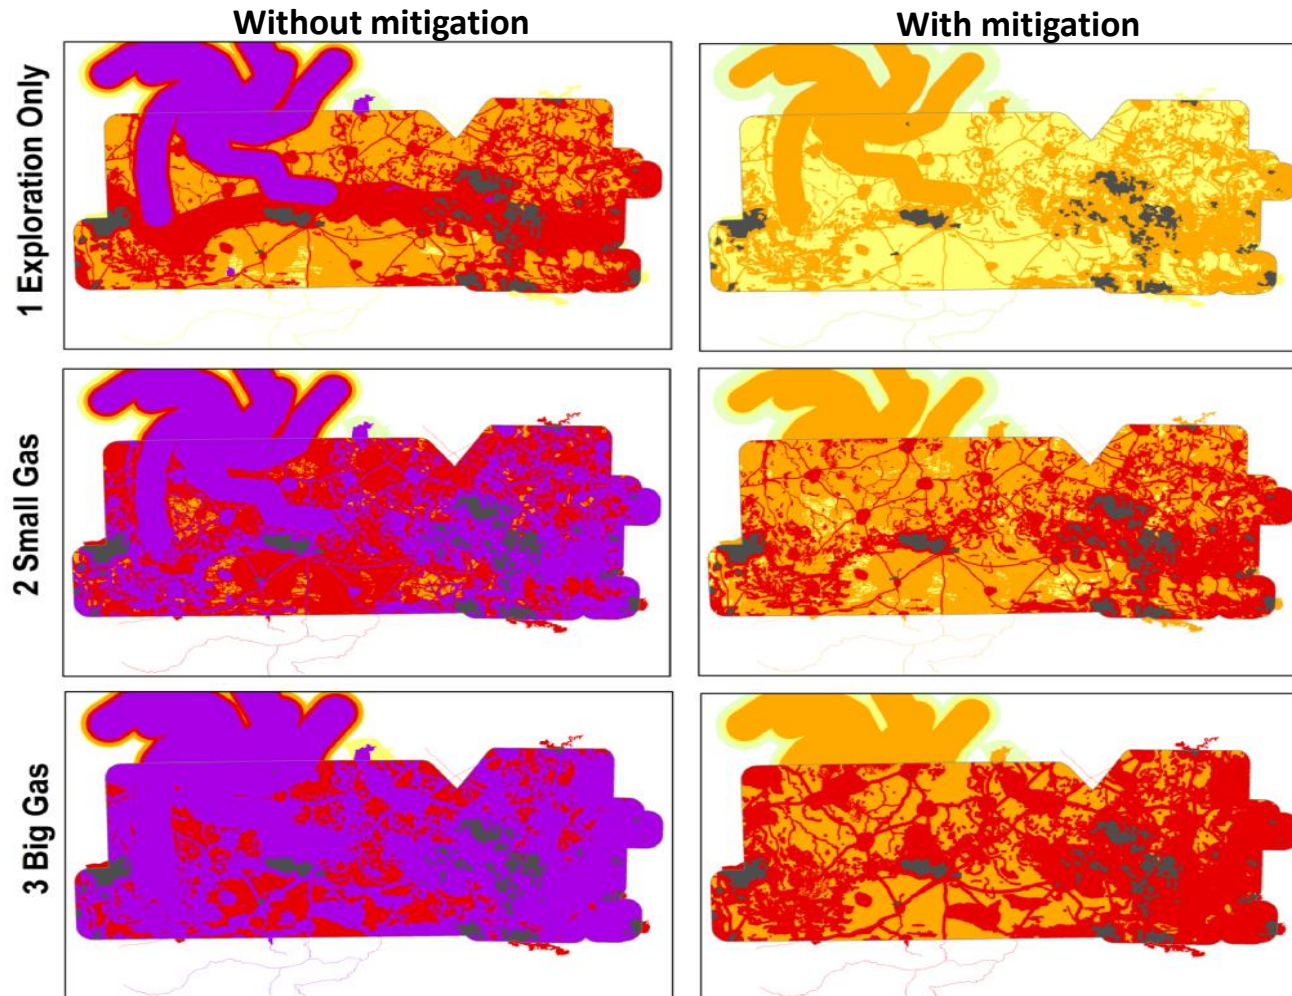 Without mitigation
With mitigation
1 Exploration Only
2 Small Gas
3 Big Gas